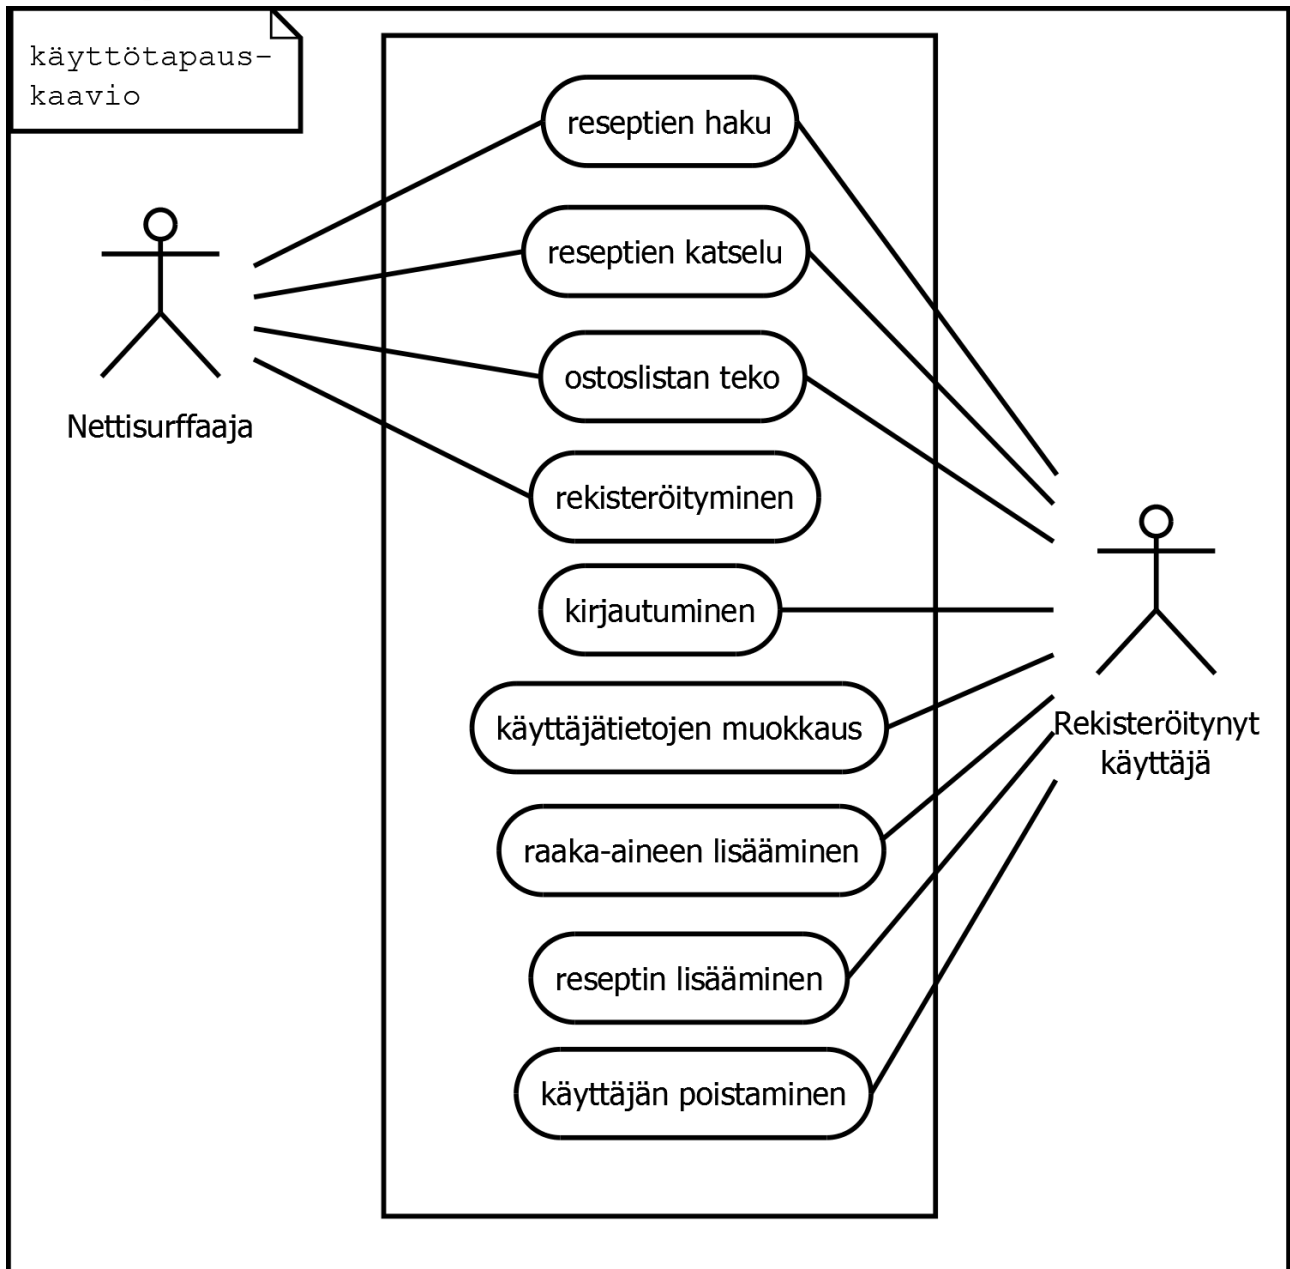 käyttötapaus-
kaavio
reseptien haku
reseptien katselu
ostoslistan teko
Nettisurffaaja
rekisteröityminen
kirjautuminen
käyttäjätietojen muokkaus
Rekisteröitynyt
käyttäjä
raaka-aineen lisääminen
reseptin lisääminen
käyttäjän poistaminen